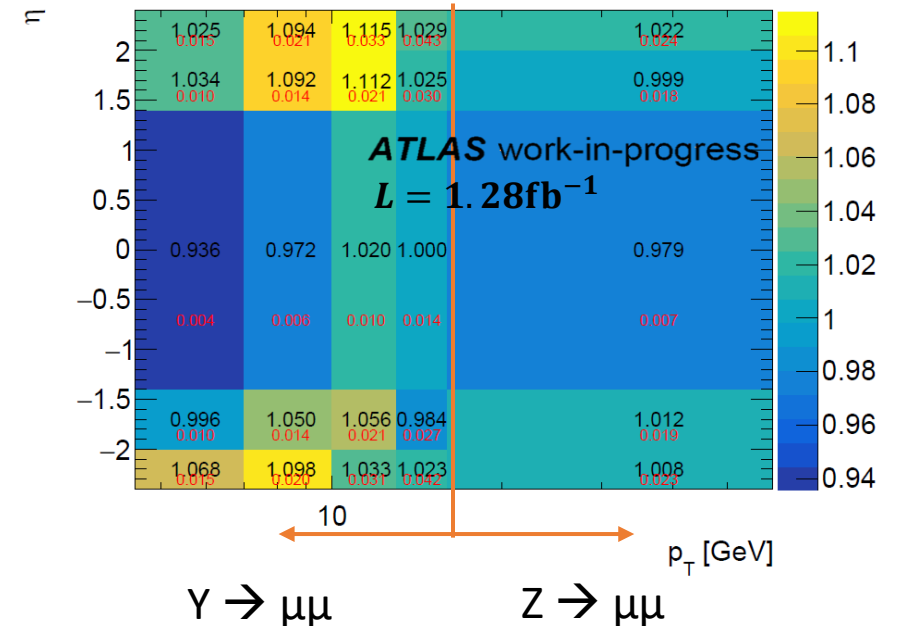 η
1.025 1.094 1.115 1.029 1.022
0.015 0.021 0.033 0.043 0.024
2
1.1
1.034 1.092 1.112 1.025 0.999
0.010 0.014 0.021 0.030 0.018
1.5
1.08
1
ATLAS work-in-progress
1.06
0.5
L = 1.28fb⁻¹
1.04
0
0.936 0.972 1.020 1.000 0.979
1.02
−0.5
0.004 0.006 0.010 0.014 0.007
1
−1
0.98
−1.5
0.996 1.050 1.056 0.984 1.012
0.010 0.014 0.021 0.027 0.019
0.96
−2
1.068 1.098 1.033 1.023 1.008
0.015 0.020 0.031 0.042 0.023
0.94
10
p_T [GeV]
Υ → μμ Z → μμ